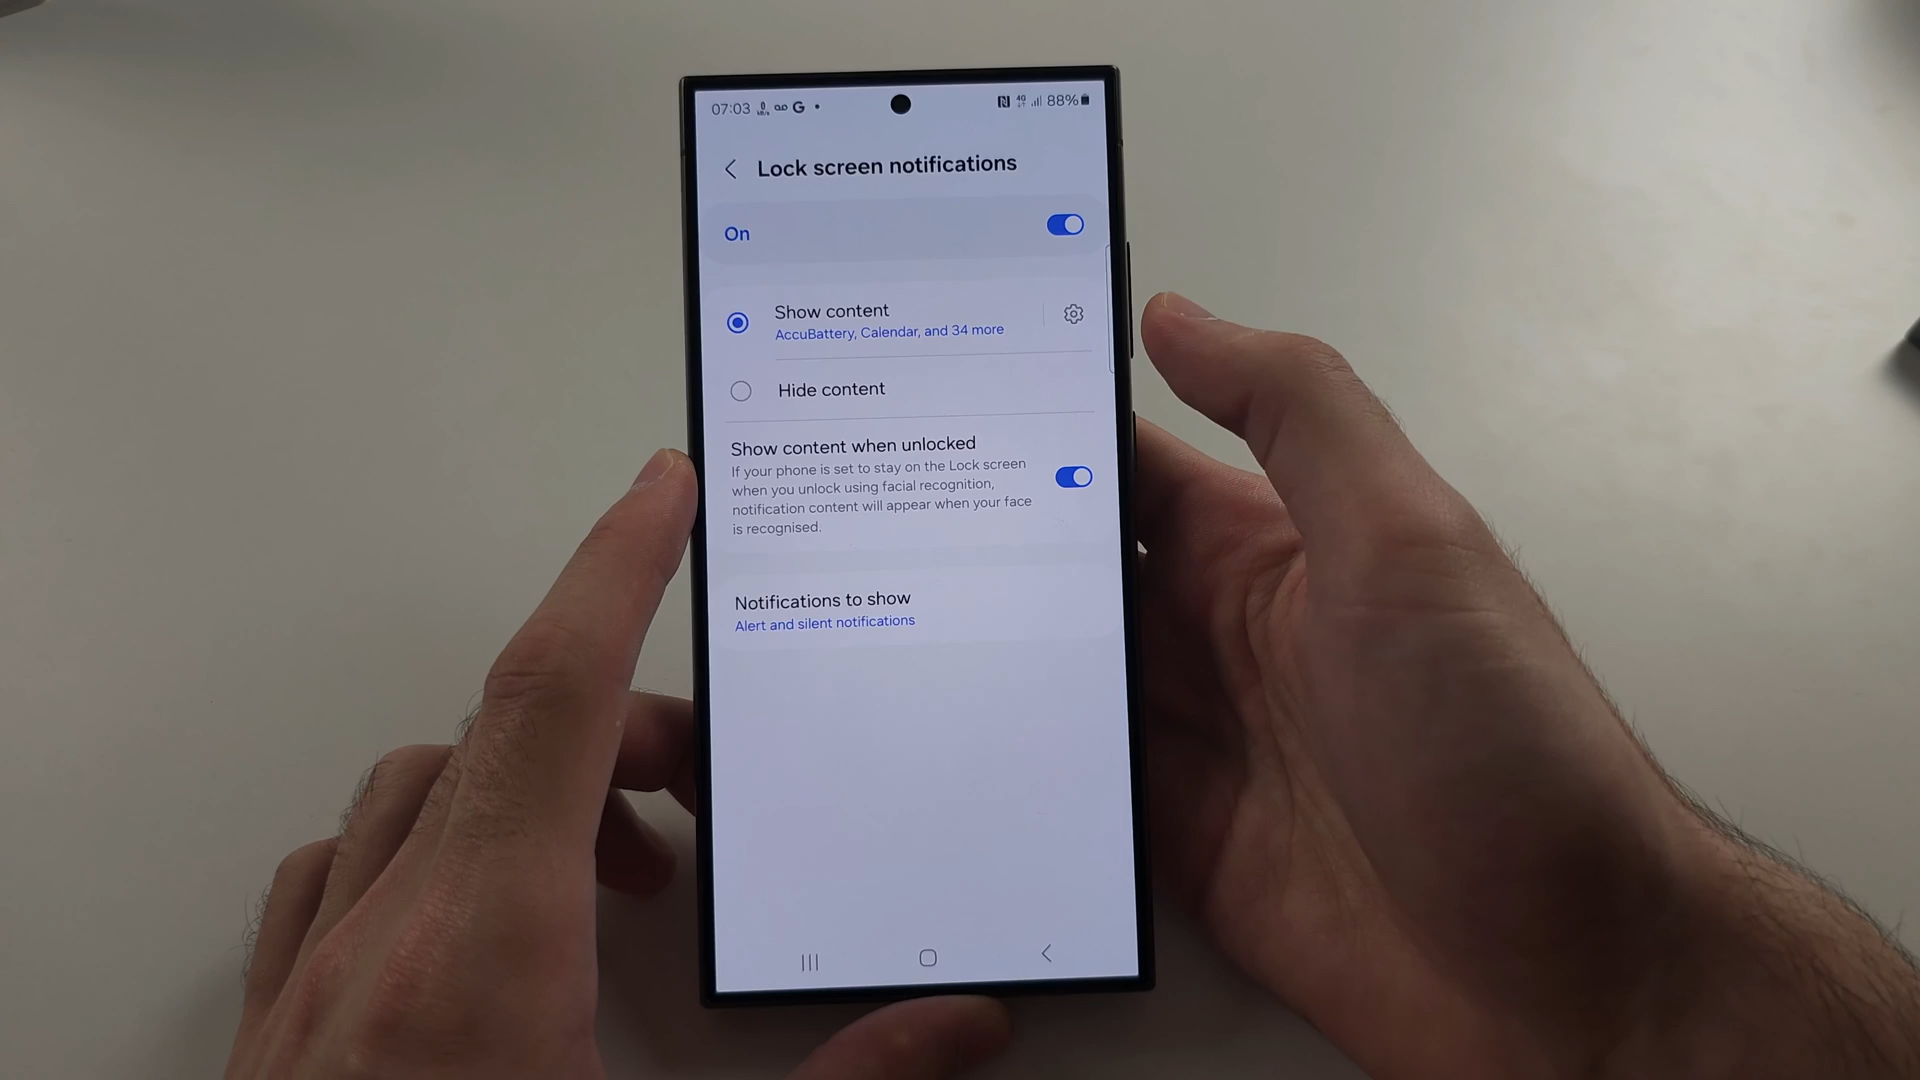 07:03 G 4G 88%
Lock screen notifications
On
Show content
AccuBattery, Calendar, and 34 more
Hide content
Show content when unlocked
If your phone is set to stay on the Lock screen
when you unlock using facial recognition,
notification content will appear when your face
is recognised.
Notifications to show
Alert and silent notifications